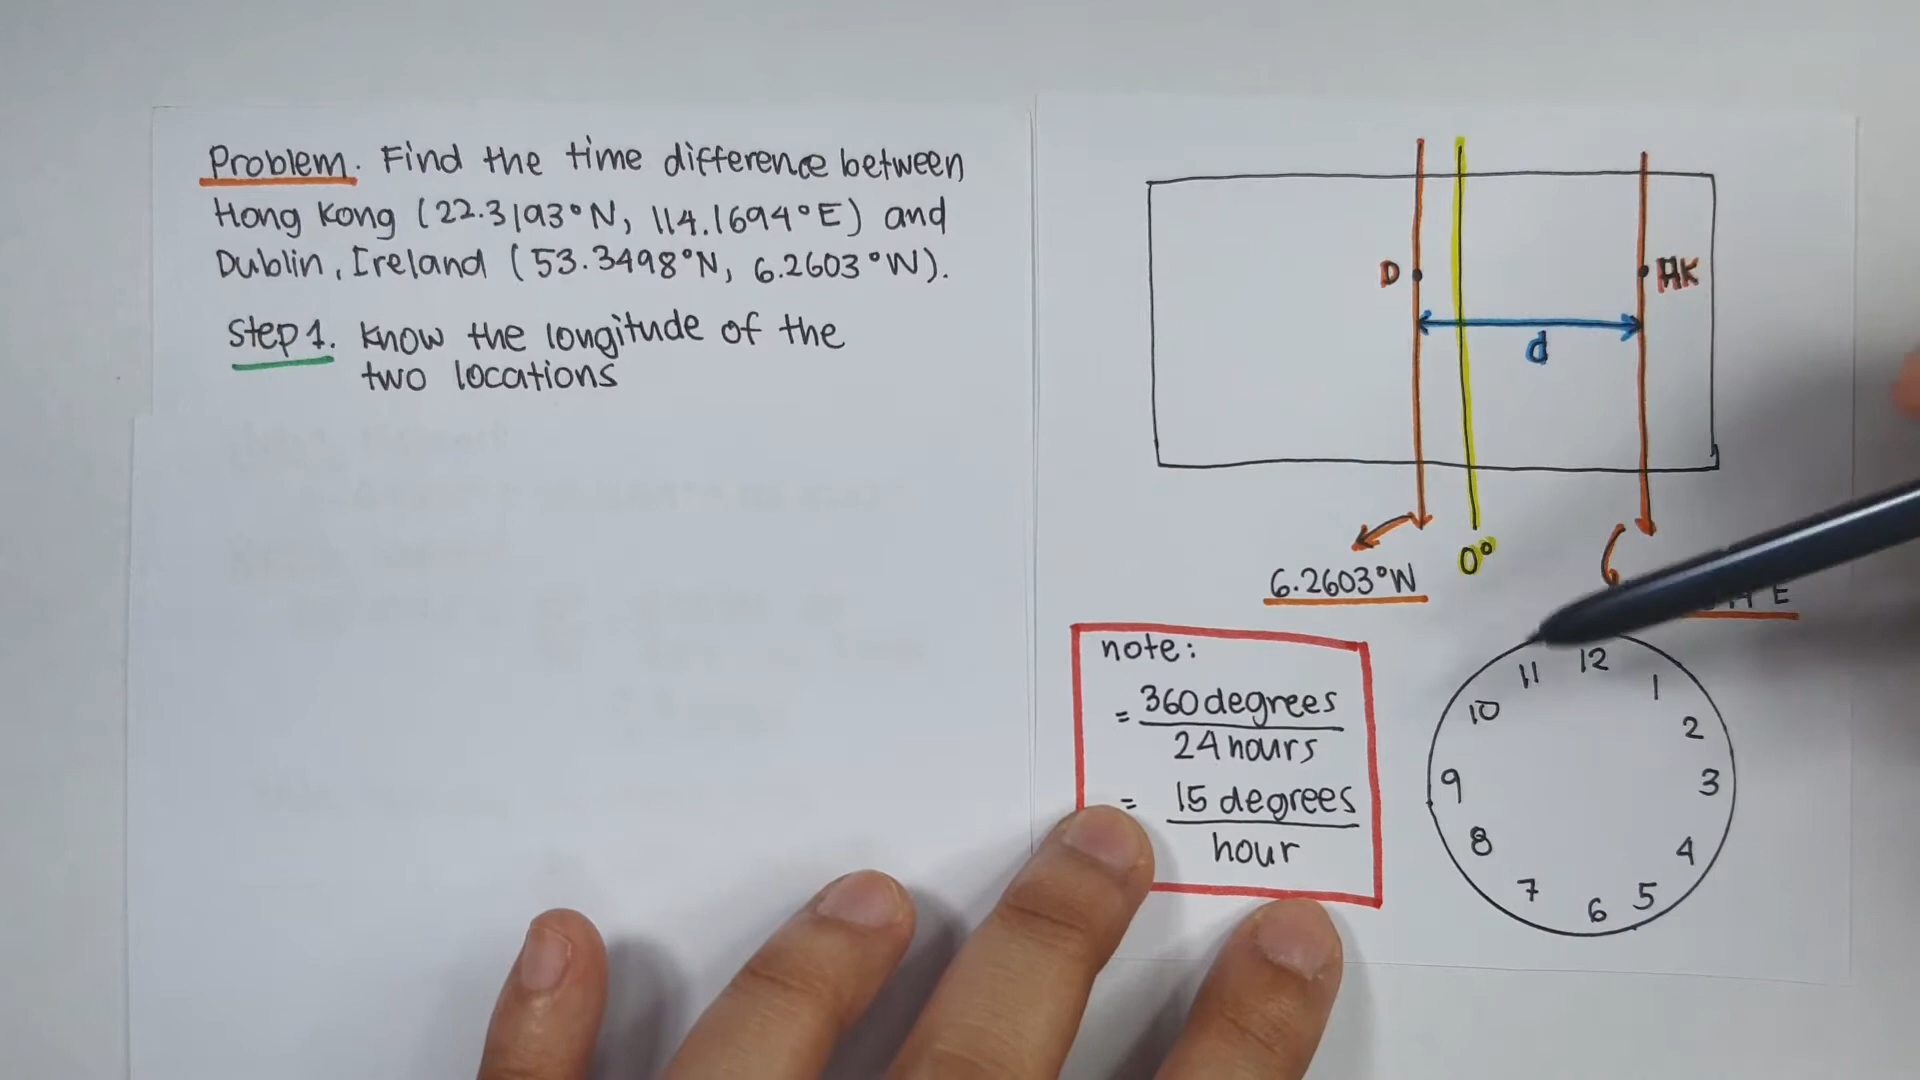 Problem. Find the time difference between
Hong Kong (22.3193°N, 114.1694°E) and
Dublin, Ireland (53.3498°N, 6.2603°W).
Step 1. Know the longitude of the
two locations
D
HK
d
6.2603°W
0°
E
note:
= 360 degrees
24 hours
= 15 degrees
hour
11 12 1
10 2
9 3
8 4
7 6 5